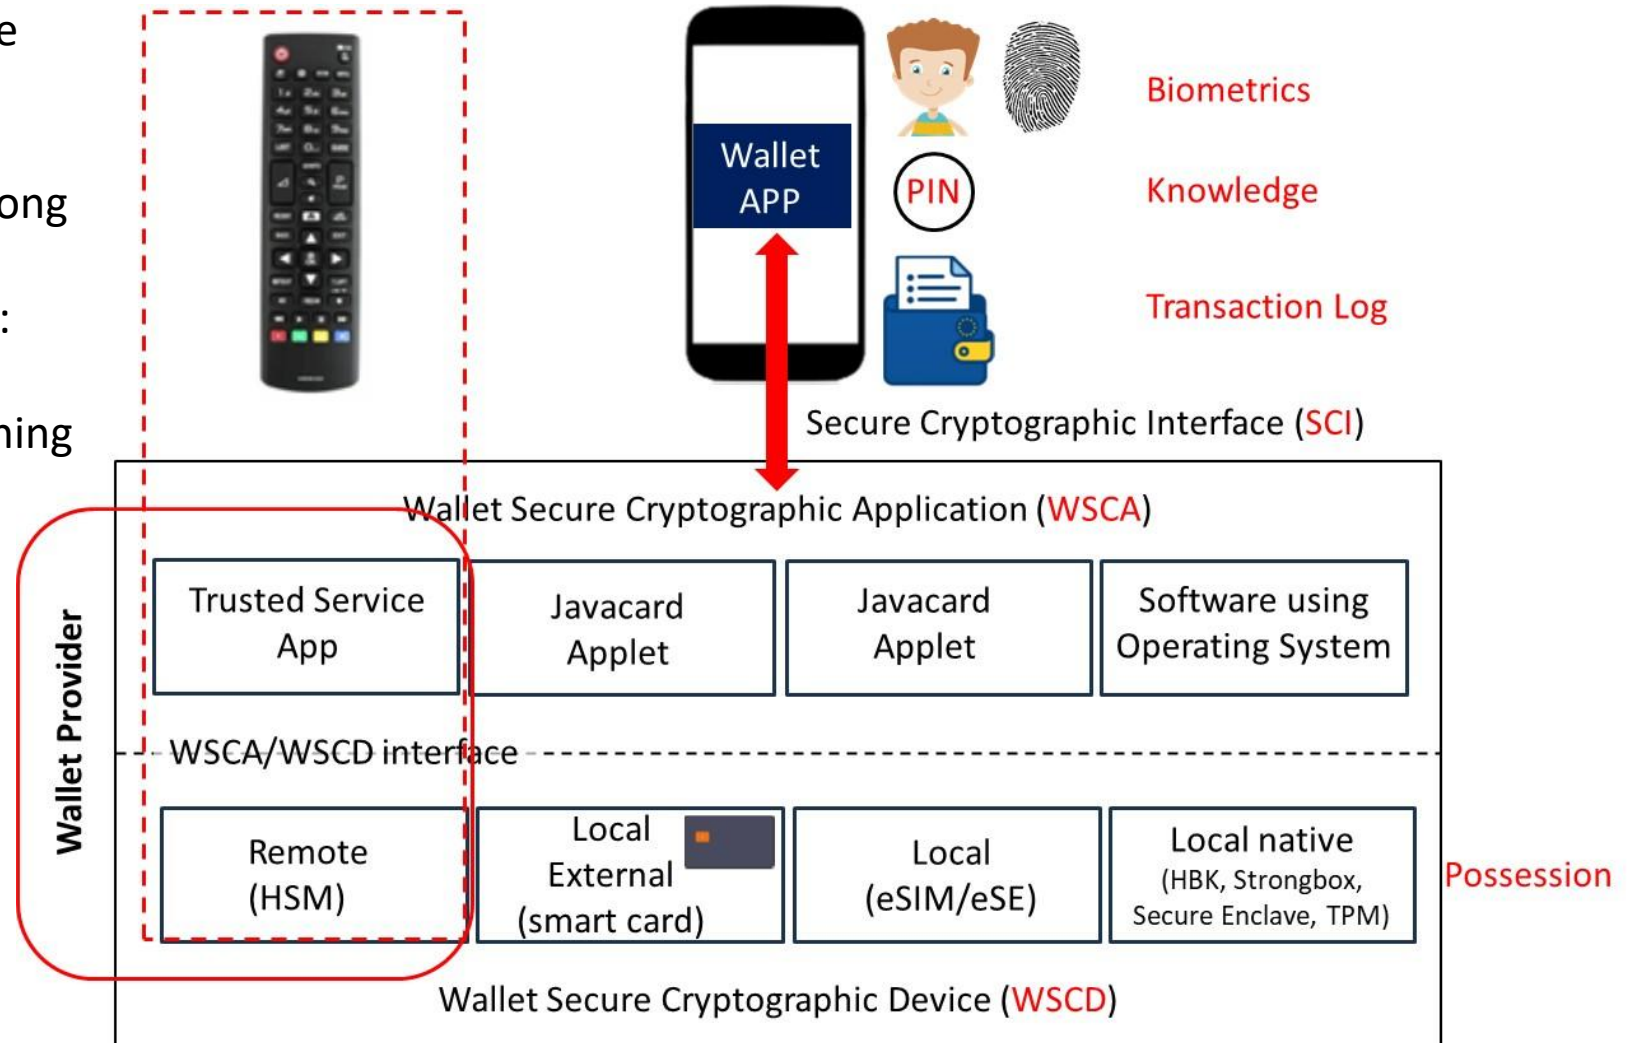 e
ong
:
ning
Wallet
APP
Biometrics
PIN
Knowledge
Transaction Log
Secure Cryptographic Interface (SCI)
Wallet Secure Cryptographic Application (WSCA)
Wallet Provider
Trusted Service
App
Javacard
Applet
Javacard
Applet
Software using
Operating System
WSCA/WSCD interface
Remote
(HSM)
Local
External
(smart card)
Local
(eSIM/eSE)
Local native
(HBK, Strongbox,
Secure Enclave, TPM)
Possession
Wallet Secure Cryptographic Device (WSCD)